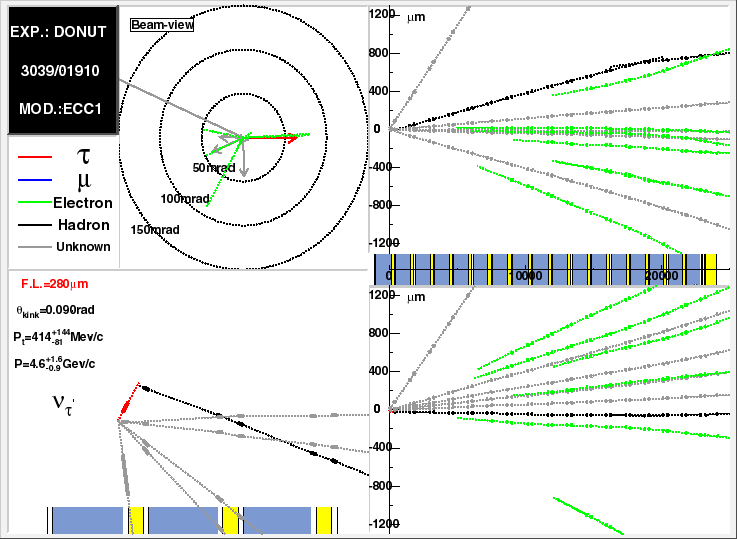 EXP.: DONUT
3039/01910
MOD.:ECC1
τ
μ
Electron
Hadron
Unknown
Beam-view
50mrad
100mrad
150mrad
F.L.=280μm
θkink=0.090rad
Pt=414+144-81Mev/c
P=4.6+1.6-0.9Gev/c
ντ'
1200 μm
800
400
0
-400
-800
-1200
0 10000 20000
1200 μm
800
400
0
-400
-800
-1200